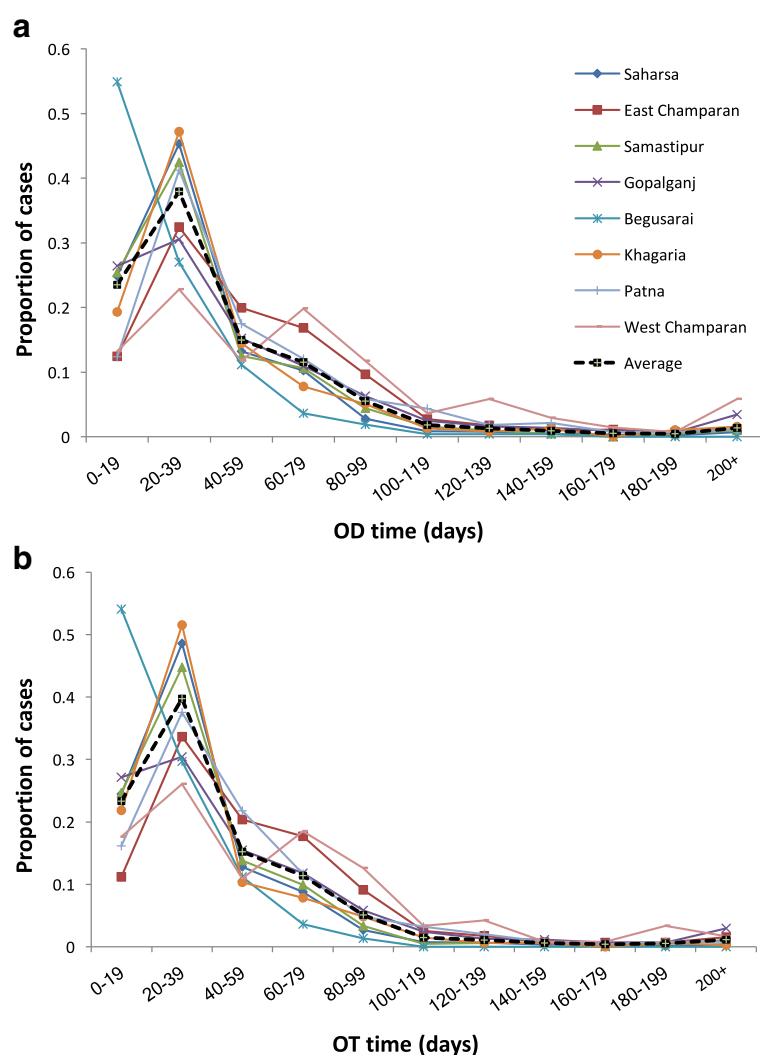 a
0.6
0.5
0.4
0.3
0.2
0.1
0
Proportion of cases
Saharsa
East Champaran
Samastipur
Gopalganj
Begusarai
Khagaria
Patna
West Champaran
Average
0-19
20-39
40-59
60-79
80-99
100-119
120-139
140-159
160-179
180-199
200+
OD time (days)
b
0.6
0.5
0.4
0.3
0.2
0.1
0
Proportion of cases
0-19
20-39
40-59
60-79
80-99
100-119
120-139
140-159
160-179
180-199
200+
OT time (days)